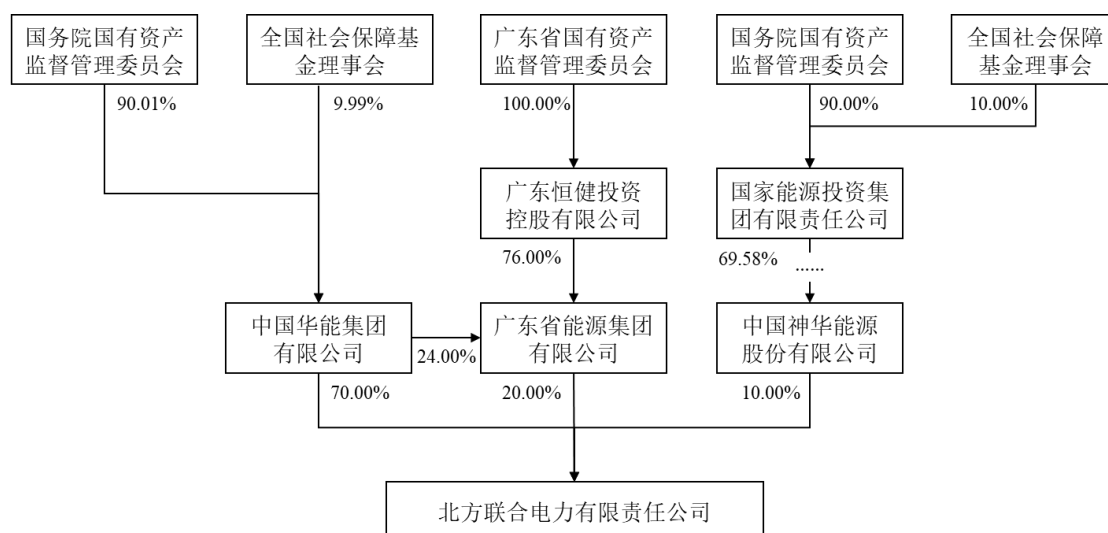 国务院国有资产
监督管理委员会
全国社会保障基
金理事会
广东省国有资产
监督管理委员会
国务院国有资产
监督管理委员会
全国社会保障
基金理事会
90.01%
9.99%
100.00%
90.00%
10.00%
广东恒健投资
控股有限公司
国家能源投资集
团有限责任公司
76.00%
69.58%
……
中国华能集团
有限公司
24.00%
广东省能源集团
有限公司
中国神华能源
股份有限公司
70.00%
20.00%
10.00%
北方联合电力有限责任公司